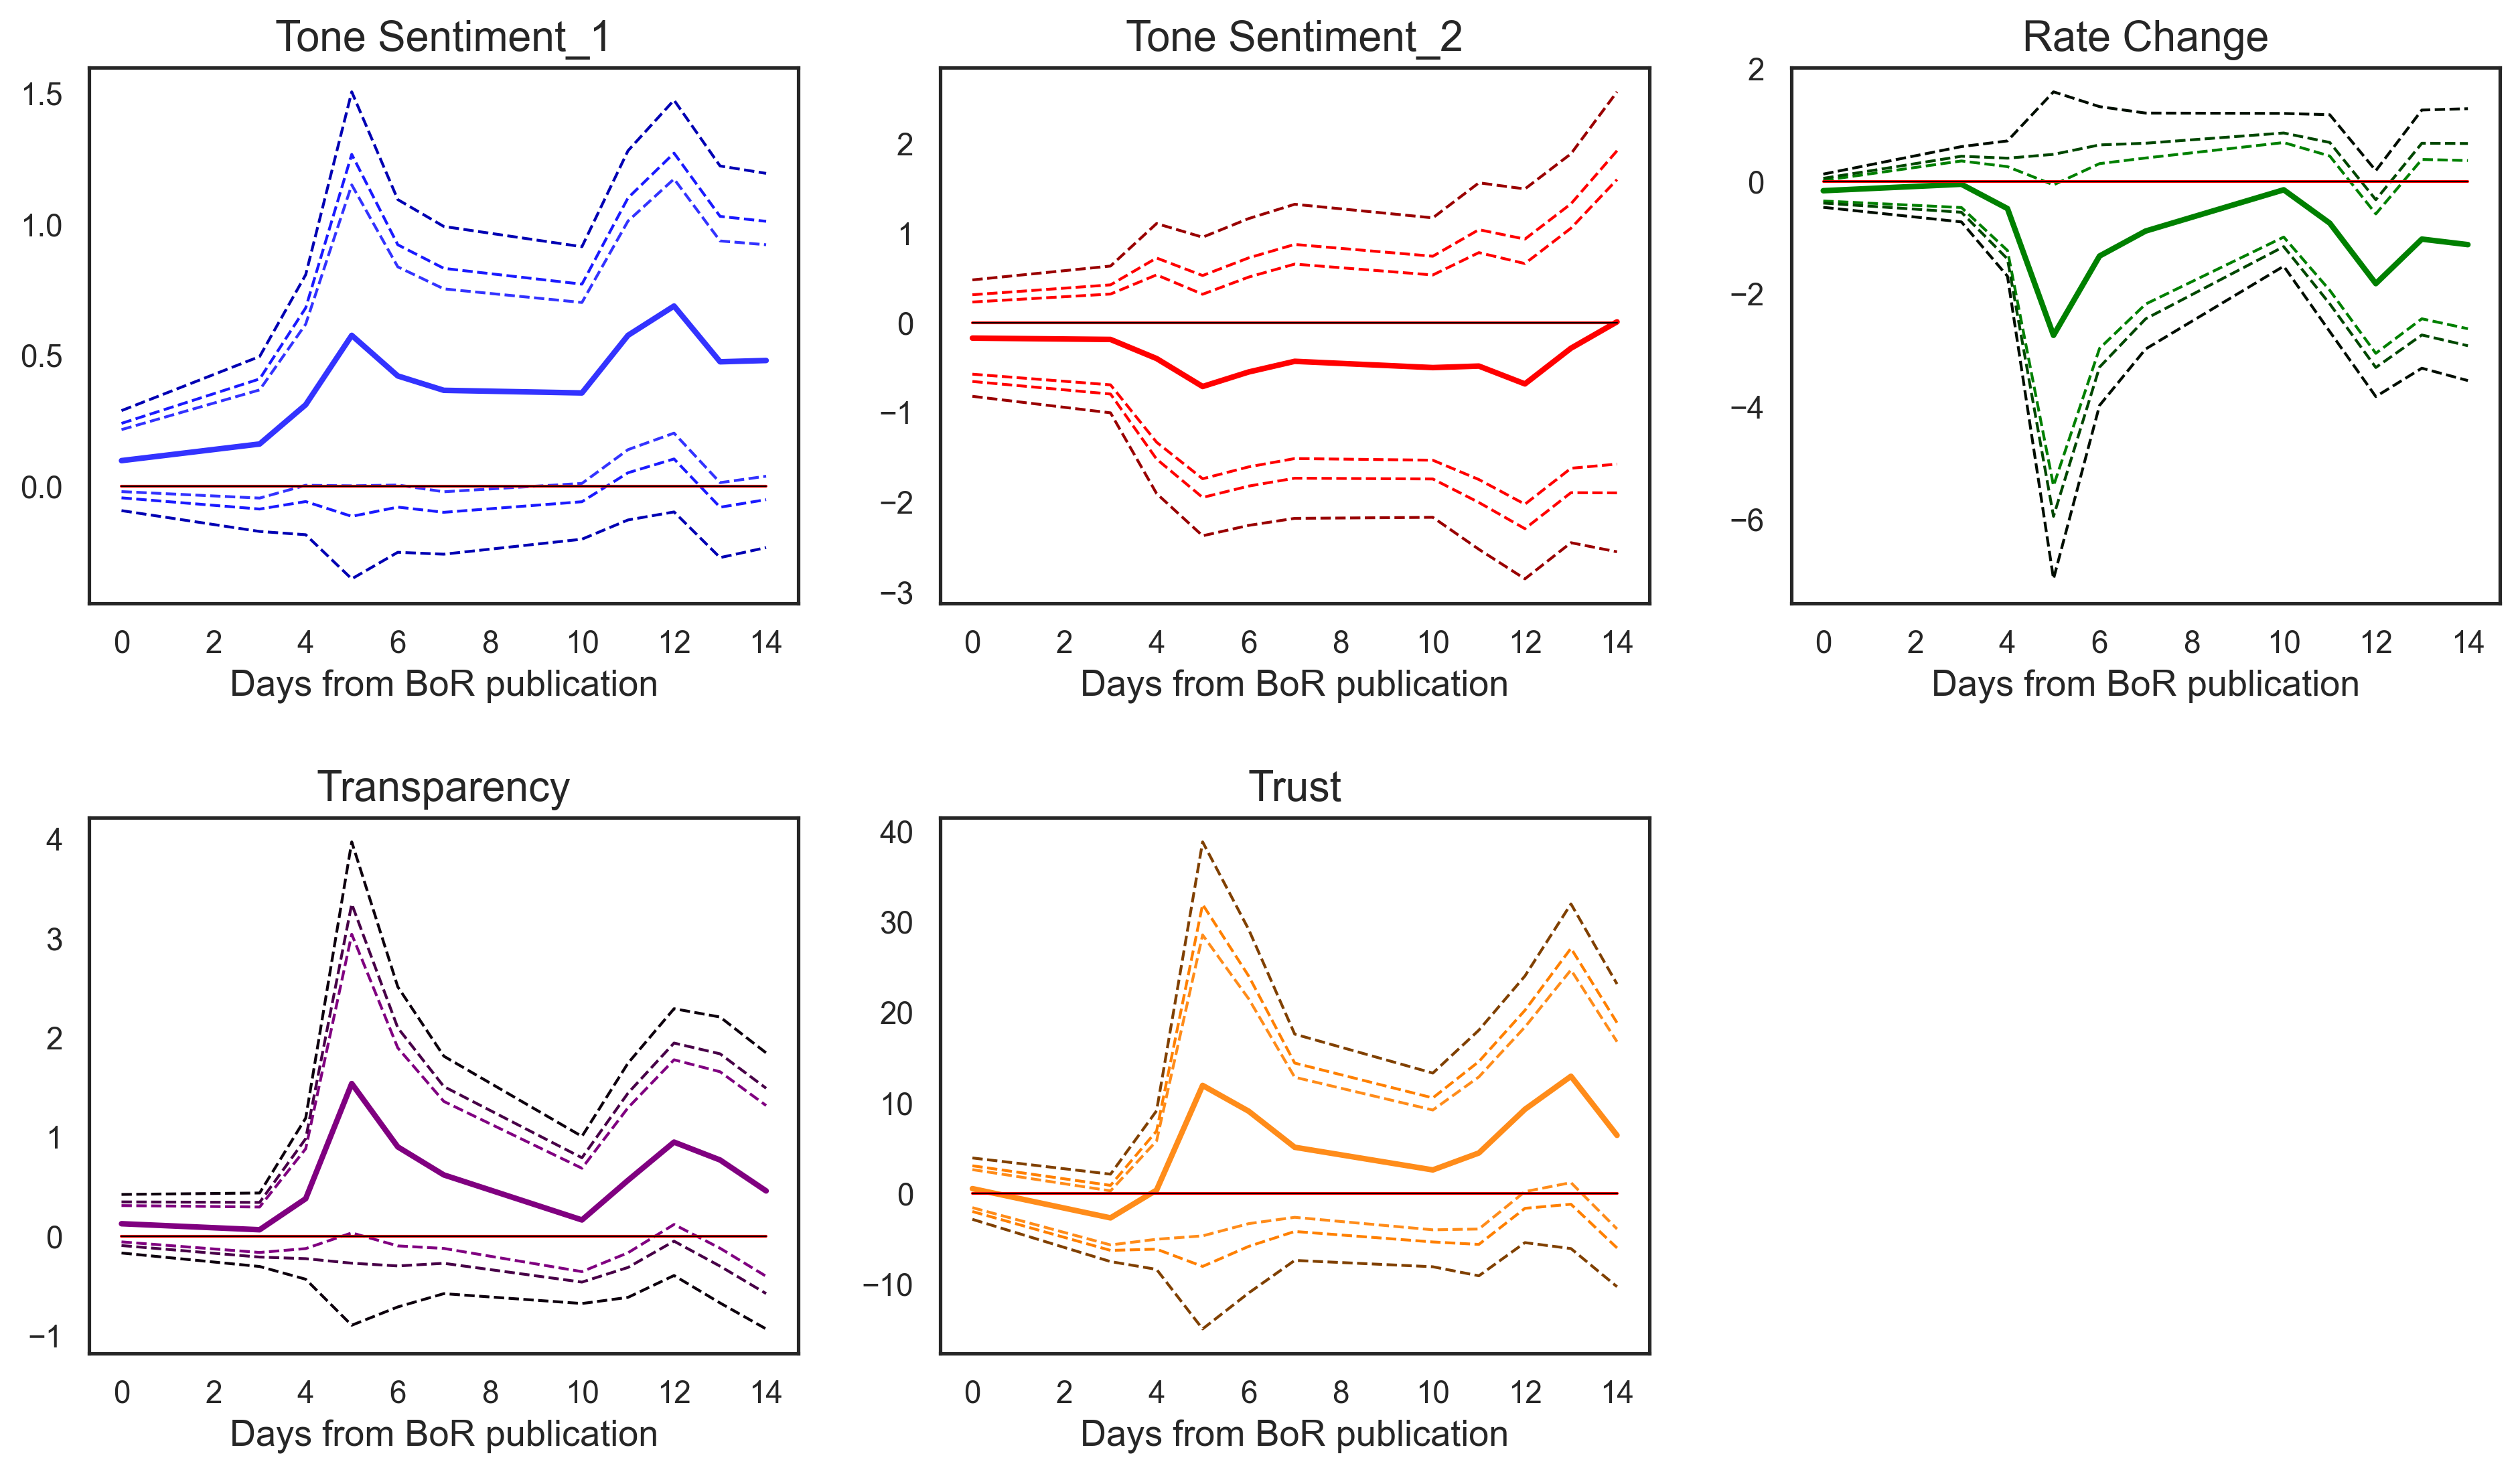 Tone Sentiment_1
Tone Sentiment_2
Rate Change
1.5
1.0
0.5
0.0
0 2 4 6 8 10 12 14
Days from BoR publication
2
1
0
−1
−2
−3
0 2 4 6 8 10 12 14
Days from BoR publication
2
0
−2
−4
−6
0 2 4 6 8 10 12 14
Days from BoR publication
Transparency
Trust
4
3
2
1
0
−1
0 2 4 6 8 10 12 14
Days from BoR publication
40
30
20
10
0
−10
0 2 4 6 8 10 12 14
Days from BoR publication